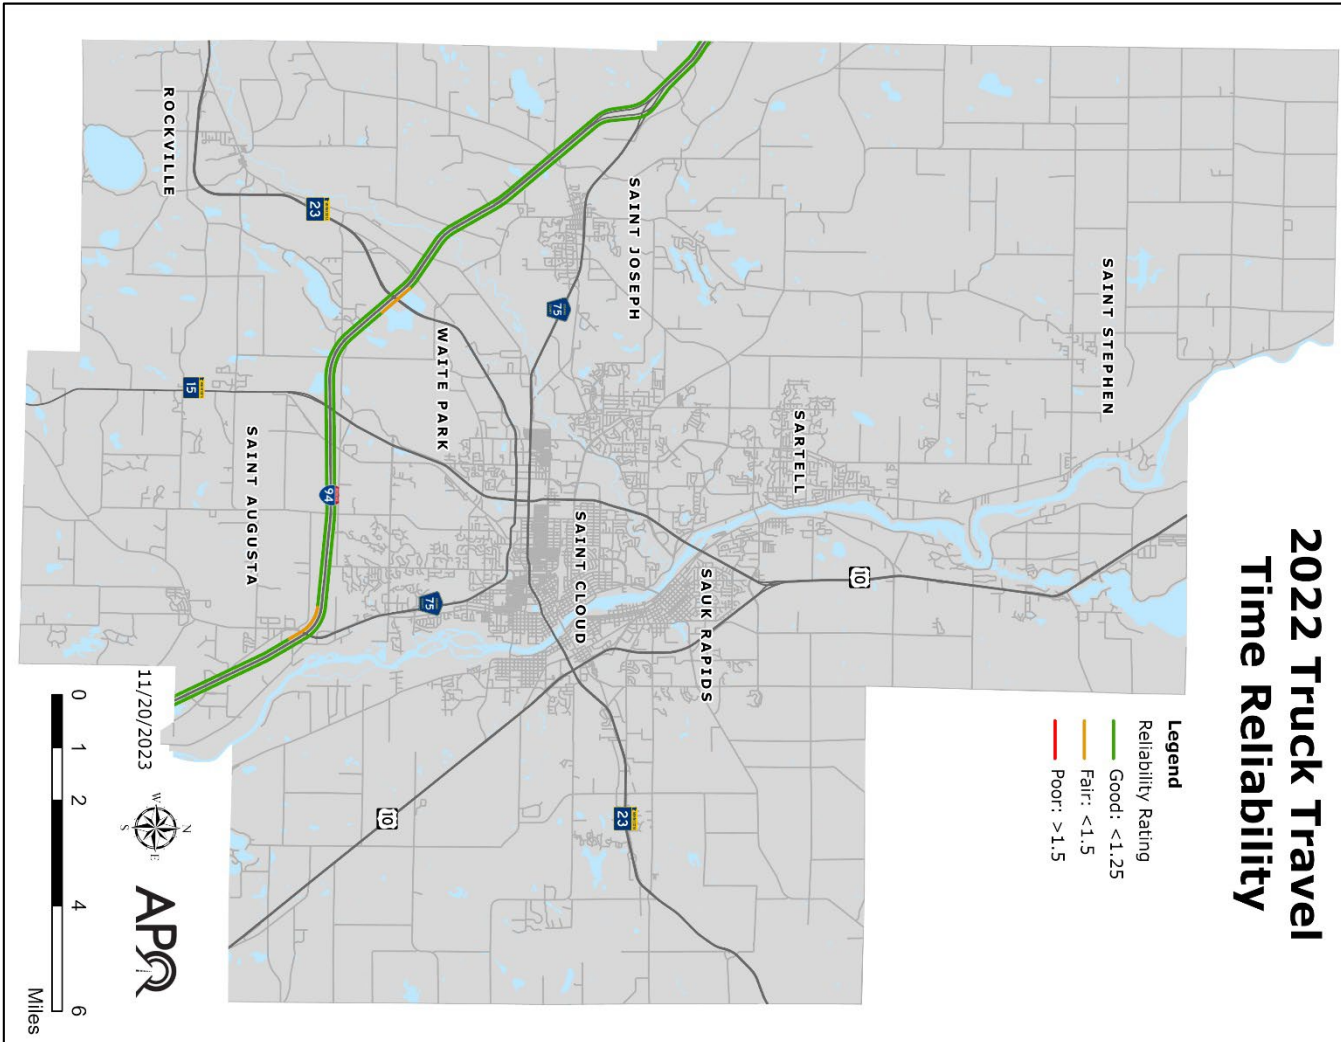 2022 Truck Travel
Time Reliability
Legend
Reliability Rating
Good: <1.25
Fair: <1.5
Poor: >1.5
SAINT STEPHEN
SARTELL
SAINT JOSEPH
SAUK RAPIDS
SAINT CLOUD
WAITE PARK
SAINT AUGUSTA
ROCKVILLE
10
23
75
23
75
10
94
15
11/20/2023
N
W
E
S
APO
0
1
2
4
6
Miles